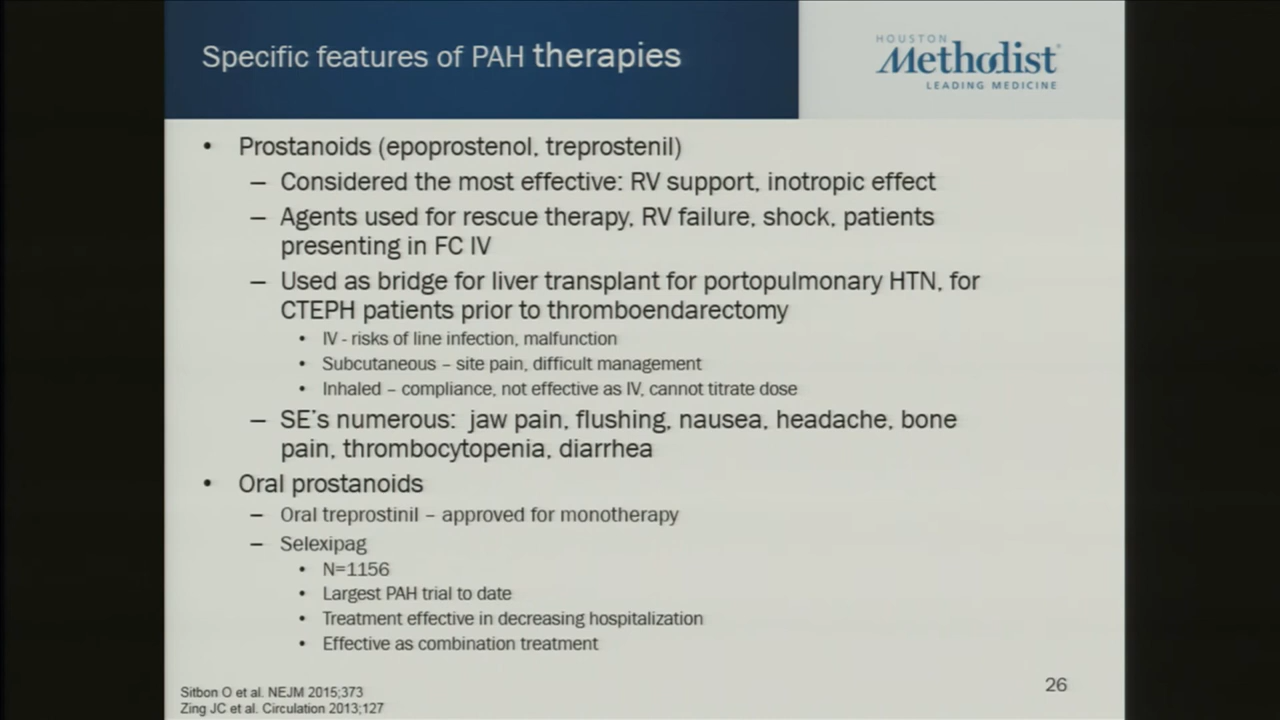 Specific features of PAH therapies
HOUSTON
Methodist
LEADING MEDICINE
• Prostanoids (epoprostenol, treprostenil)
– Considered the most effective: RV support, inotropic effect
– Agents used for rescue therapy, RV failure, shock, patients
presenting in FC IV
– Used as bridge for liver transplant for portopulmonary HTN, for
CTEPH patients prior to thromboendarectomy
• IV - risks of line infection, malfunction
• Subcutaneous – site pain, difficult management
• Inhaled – compliance, not effective as IV, cannot titrate dose
– SE's numerous: jaw pain, flushing, nausea, headache, bone
pain, thrombocytopenia, diarrhea
• Oral prostanoids
– Oral treprostinil – approved for monotherapy
– Selexipag
• N=1156
• Largest PAH trial to date
• Treatment effective in decreasing hospitalization
• Effective as combination treatment
Sitbon O et al. NEJM 2015;373
Zing JC et al. Circulation 2013;127
26